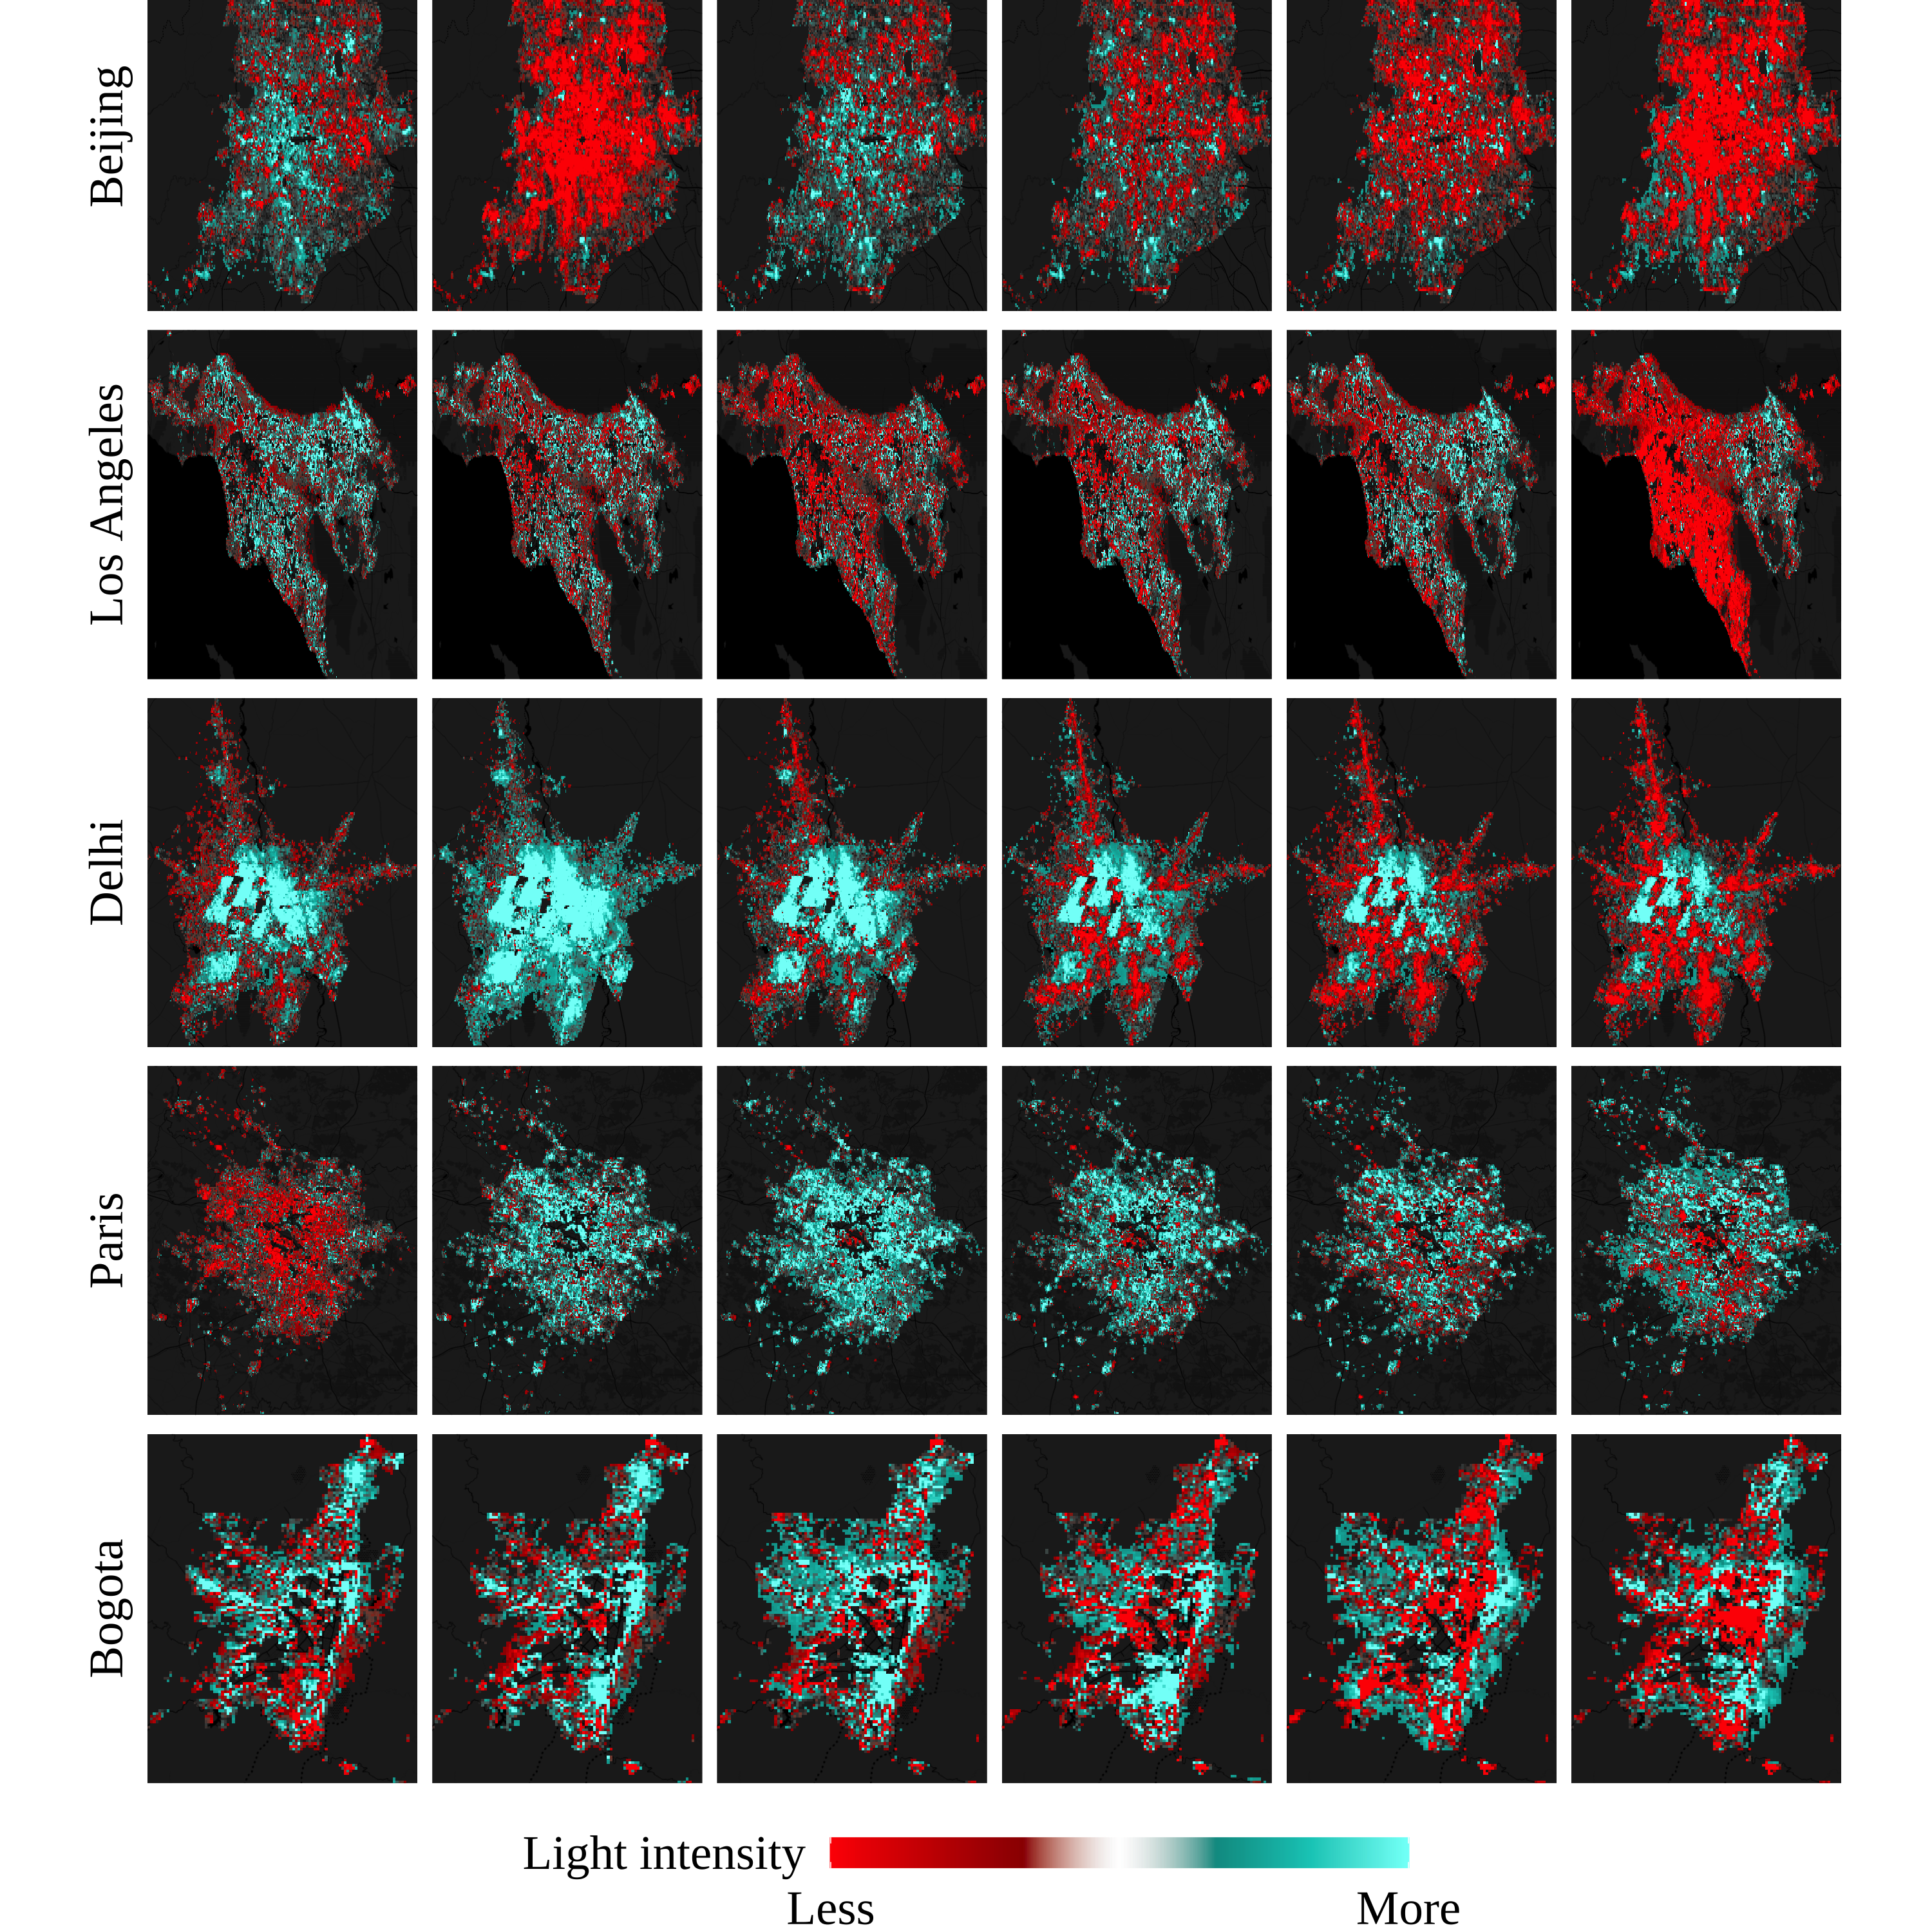 Beijing
Los Angeles
Delhi
Paris
Bogota
Light intensity
Less More